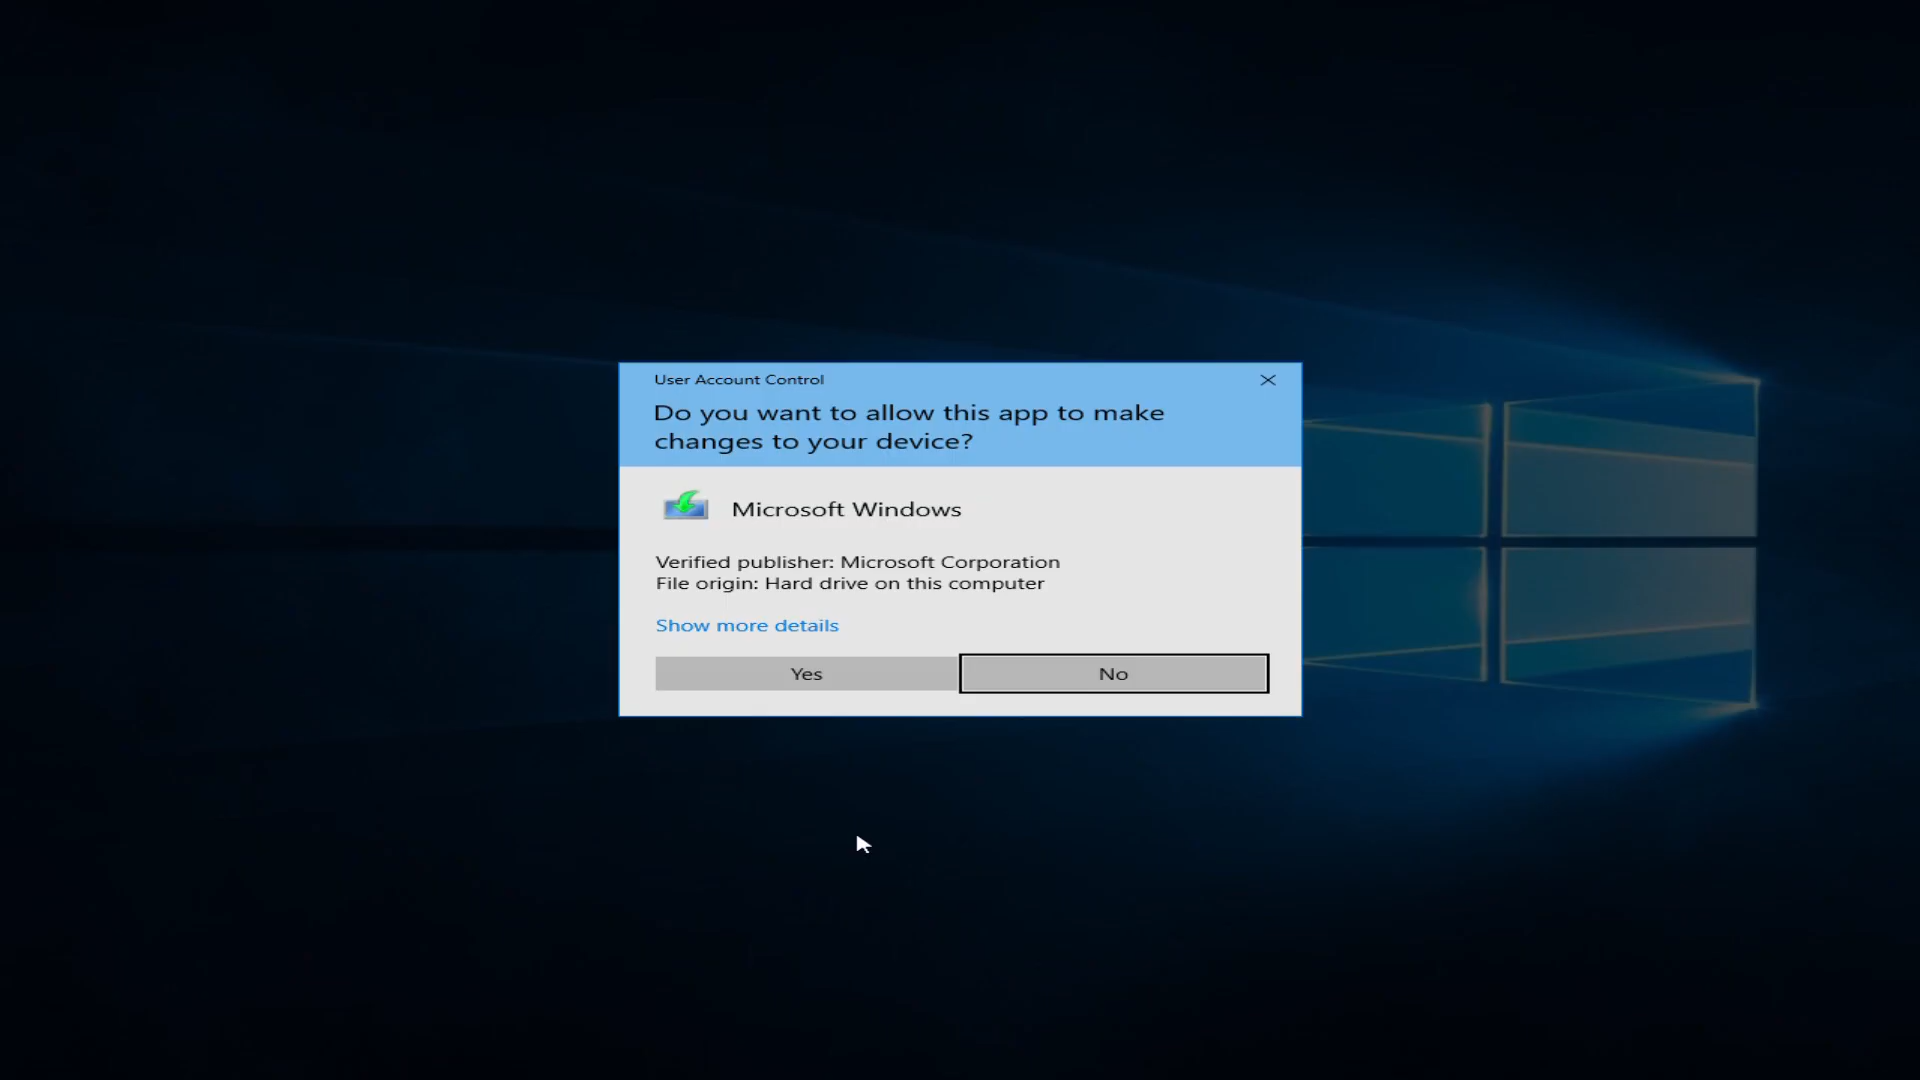 User Account Control
Do you want to allow this app to make
changes to your device?
Microsoft Windows
Verified publisher: Microsoft Corporation
File origin: Hard drive on this computer
Show more details
Yes
No